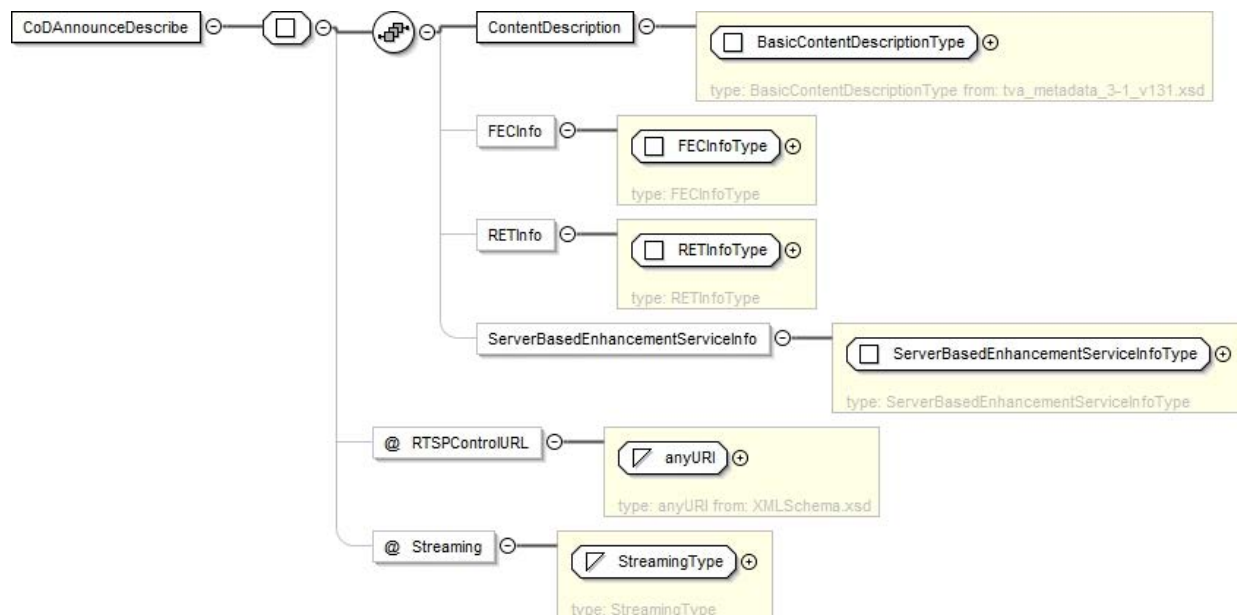 CoDAnnounceDescribe
ContentDescription
BasicContentDescriptionType
type: BasicContentDescriptionType from: tva_metadata_3-1_v131.xsd
FECInfo
FECInfoType
type: FECInfoType
RETInfo
RETInfoType
type: RETInfoType
ServerBasedEnhancementServiceInfo
ServerBasedEnhancementServiceInfoType
type: ServerBasedEnhancementServiceInfoType
@ RTSPControlURL
anyURI
type: anyURI from: XMLSchema.xsd
@ Streaming
StreamingType
type: StreamingType